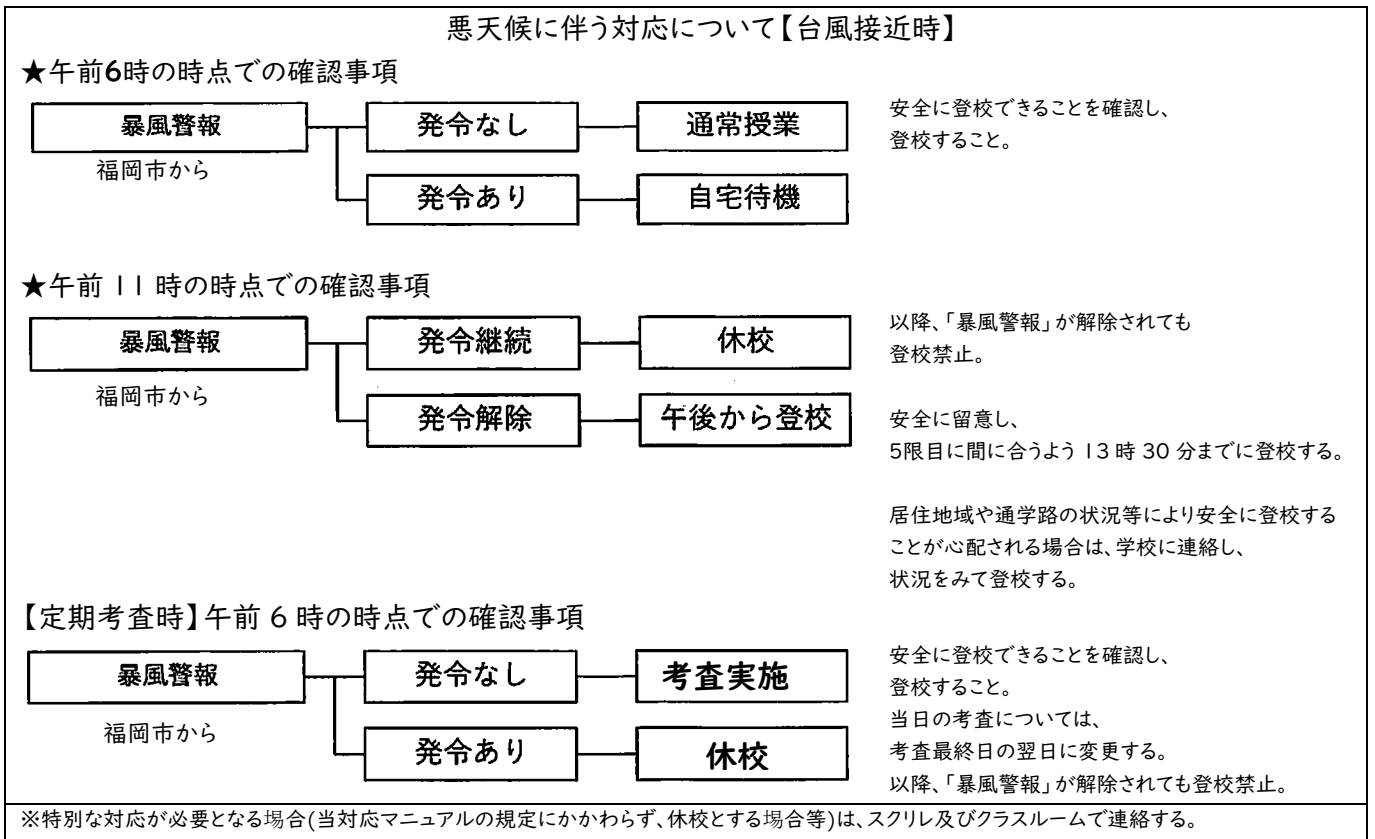 悪天候に伴う対応について【台風接近時】
★午前6時の時点での確認事項
暴風警報
発令なし
通常授業
安全に登校できることを確認し、
登校すること。
福岡市から
発令あり
自宅待機
★午前11時の時点での確認事項
暴風警報
発令継続
休校
以降、「暴風警報」が解除されても
登校禁止。
福岡市から
発令解除
午後から登校
安全に留意し、
5限目に間に合うよう13時30分までに登校する。
居住地域や通学路の状況等により安全に登校する
ことが心配される場合は、学校に連絡し、
状況をみて登校する。
【定期考査時】午前6時の時点での確認事項
暴風警報
発令なし
考査実施
安全に登校できることを確認し、
登校すること。
福岡市から
発令あり
休校
当日の考査については、
考査最終日の翌日に変更する。
以降、「暴風警報」が解除されても登校禁止。
※特別な対応が必要となる場合(当対応マニュアルの規定にかかわらず、休校とする場合等)は、スクリレ及びクラスルームで連絡する。